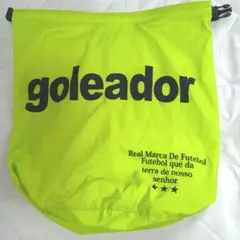 goleador
Real Marca De Futebol
Futebol que da
terra de nosso
senhor